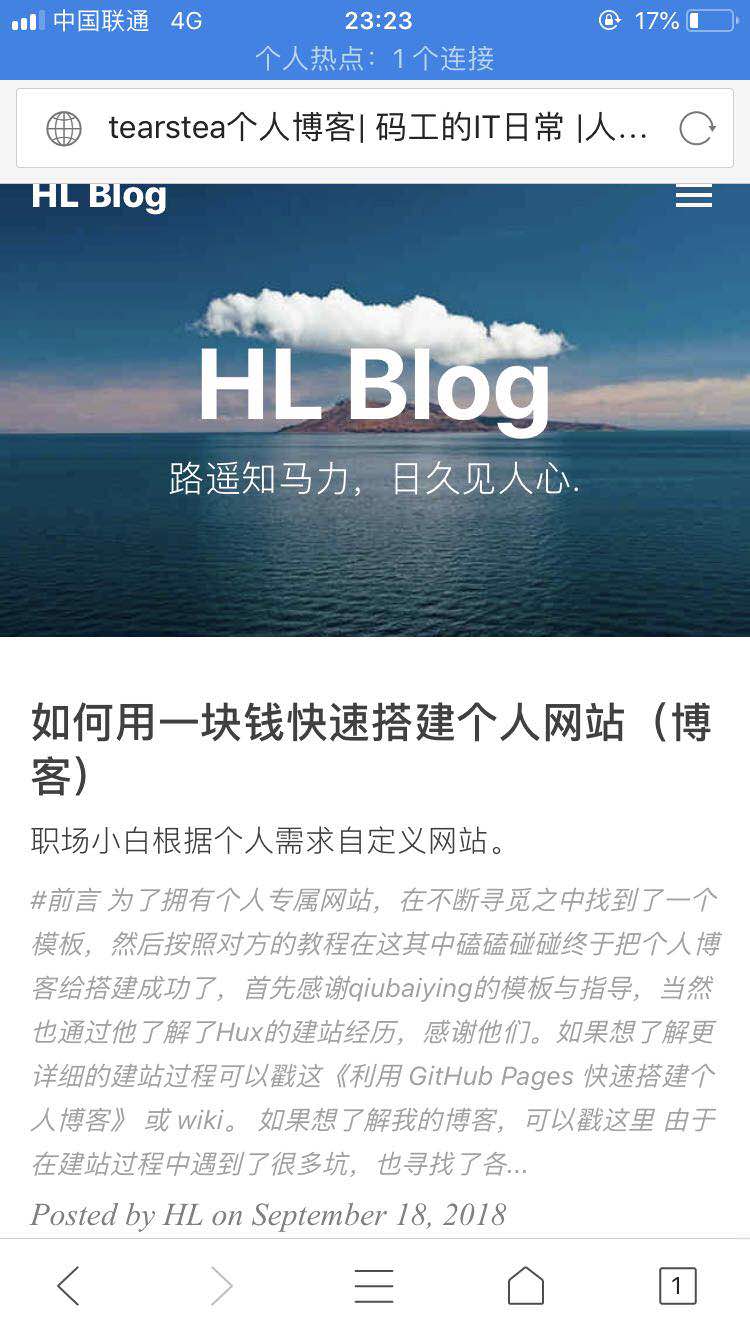 中国联通 4G 23:23 17%
个人热点：1 个连接
tearstea个人博客| 码工的IT日常 |人...
HL Blog
HL Blog
路遥知马力，日久见人心.
如何用一块钱快速搭建个人网站（博
客）
职场小白根据个人需求自定义网站。
#前言 为了拥有个人专属网站，在不断寻觅之中找到了一个
模板，然后按照对方的教程在这其中磕磕碰碰终于把个人博
客给搭建成功了，首先感谢qiubaiying的模板与指导，当然
也通过他了解了Hux的建站经历，感谢他们。如果想了解更
详细的建站过程可以戳这《利用 GitHub Pages 快速搭建个
人博客》 或 wiki。 如果想了解我的博客，可以戳这里 由于
在建站过程中遇到了很多坑，也寻找了各...
Posted by HL on September 18, 2018
1